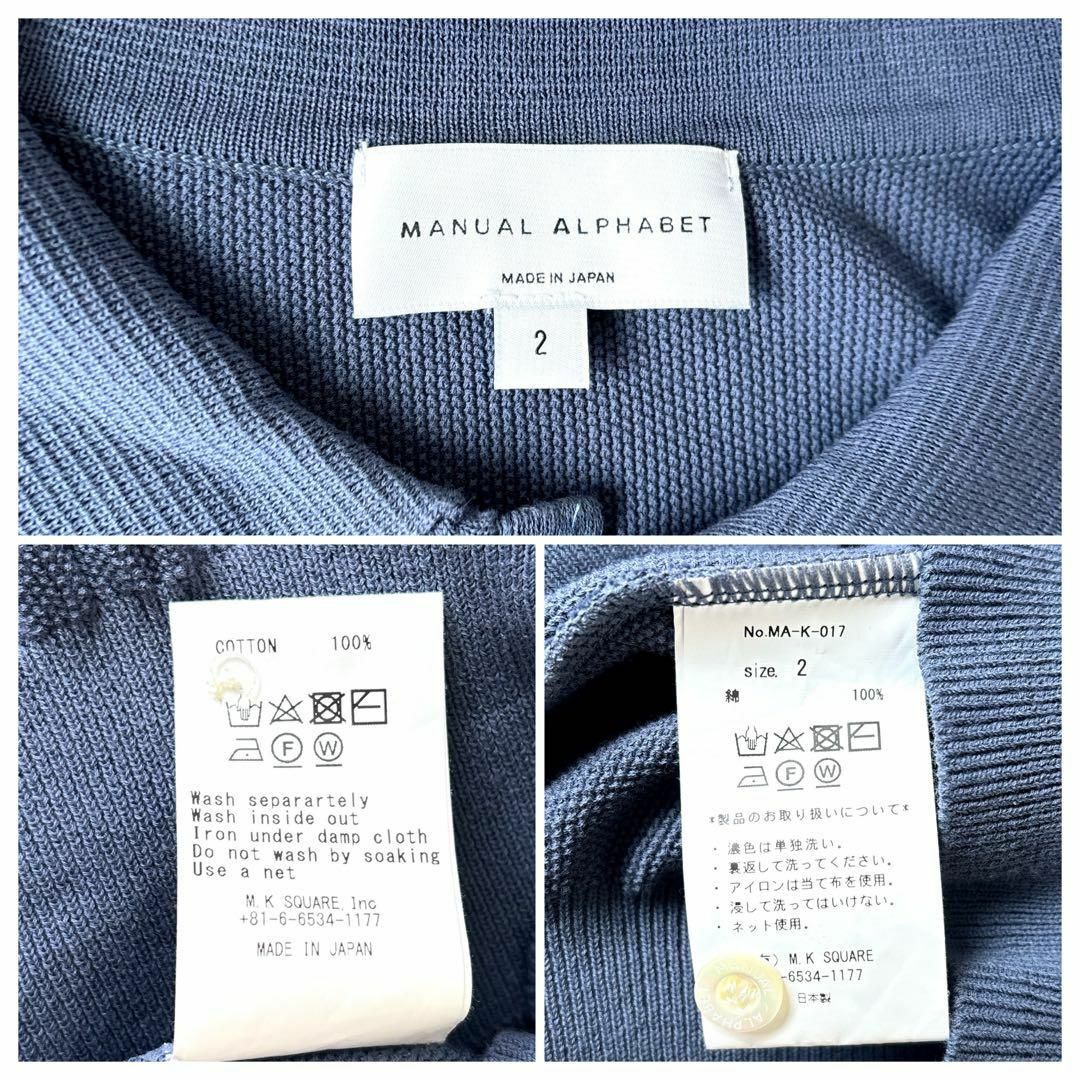 MANUAL ALPHABET
MADE IN JAPAN
2
COTTON 100%
F W
Wash separartely
Wash inside out
Iron under damp cloth
Do not wash by soaking
Use a net
M.K SQUARE, Inc
+81-6-6534-1177
MADE IN JAPAN
No.MA-K-017
size. 2
綿 100%
F W
*製品のお取り扱いについて*
・濃色は単独洗い。
・裏返して洗ってください。
・アイロンは当て布を使用。
・浸して洗ってはいけない。
・ネット使用。
) M.K SQUARE
-6534-1177
日本製
ALPHABET